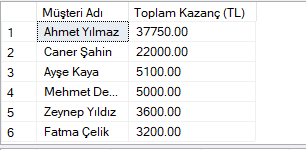 Müşteri Adı Toplam Kazanç (TL)
1 Ahmet Yılmaz 37750.00
2 Caner Şahin 22000.00
3 Ayşe Kaya 5100.00
4 Mehmet De... 5000.00
5 Zeynep Yıldız 3600.00
6 Fatma Çelik 3200.00